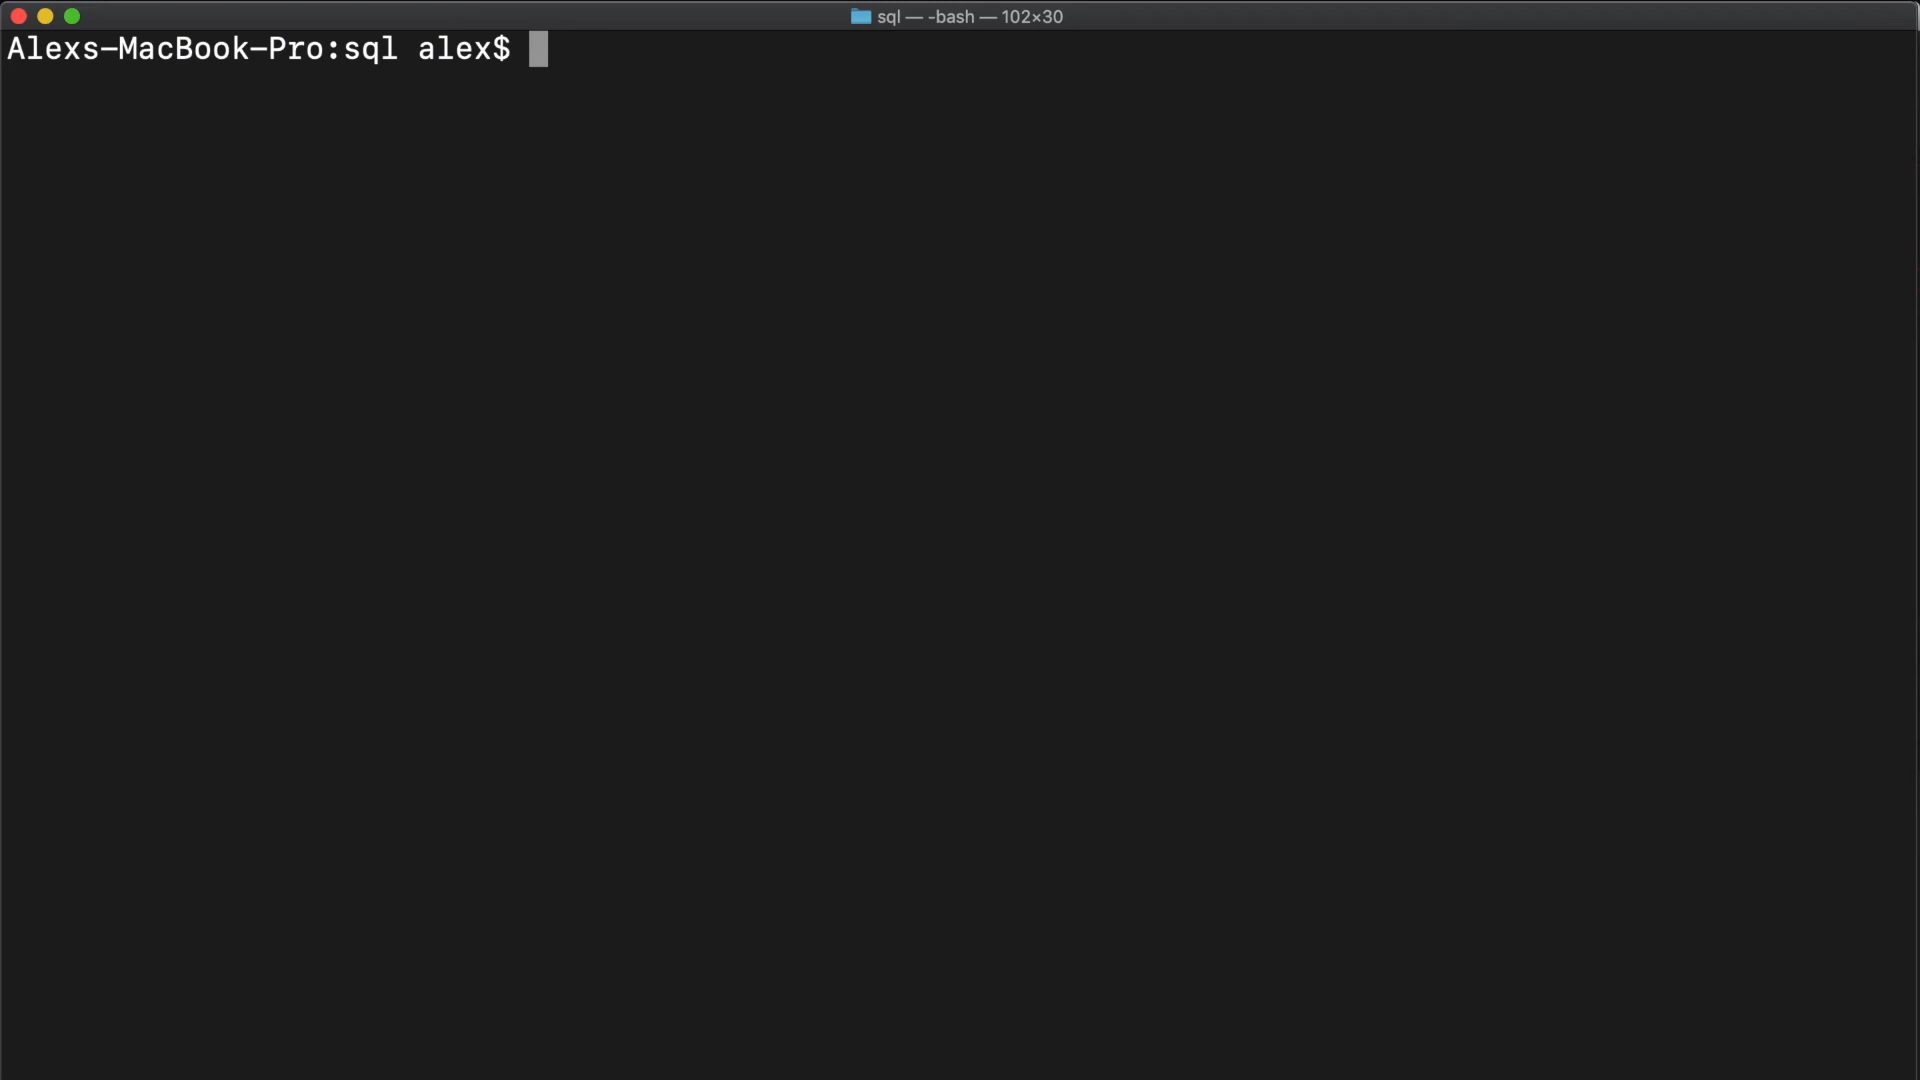 sql — -bash — 102×30
Alexs-MacBook-Pro:sql alex$